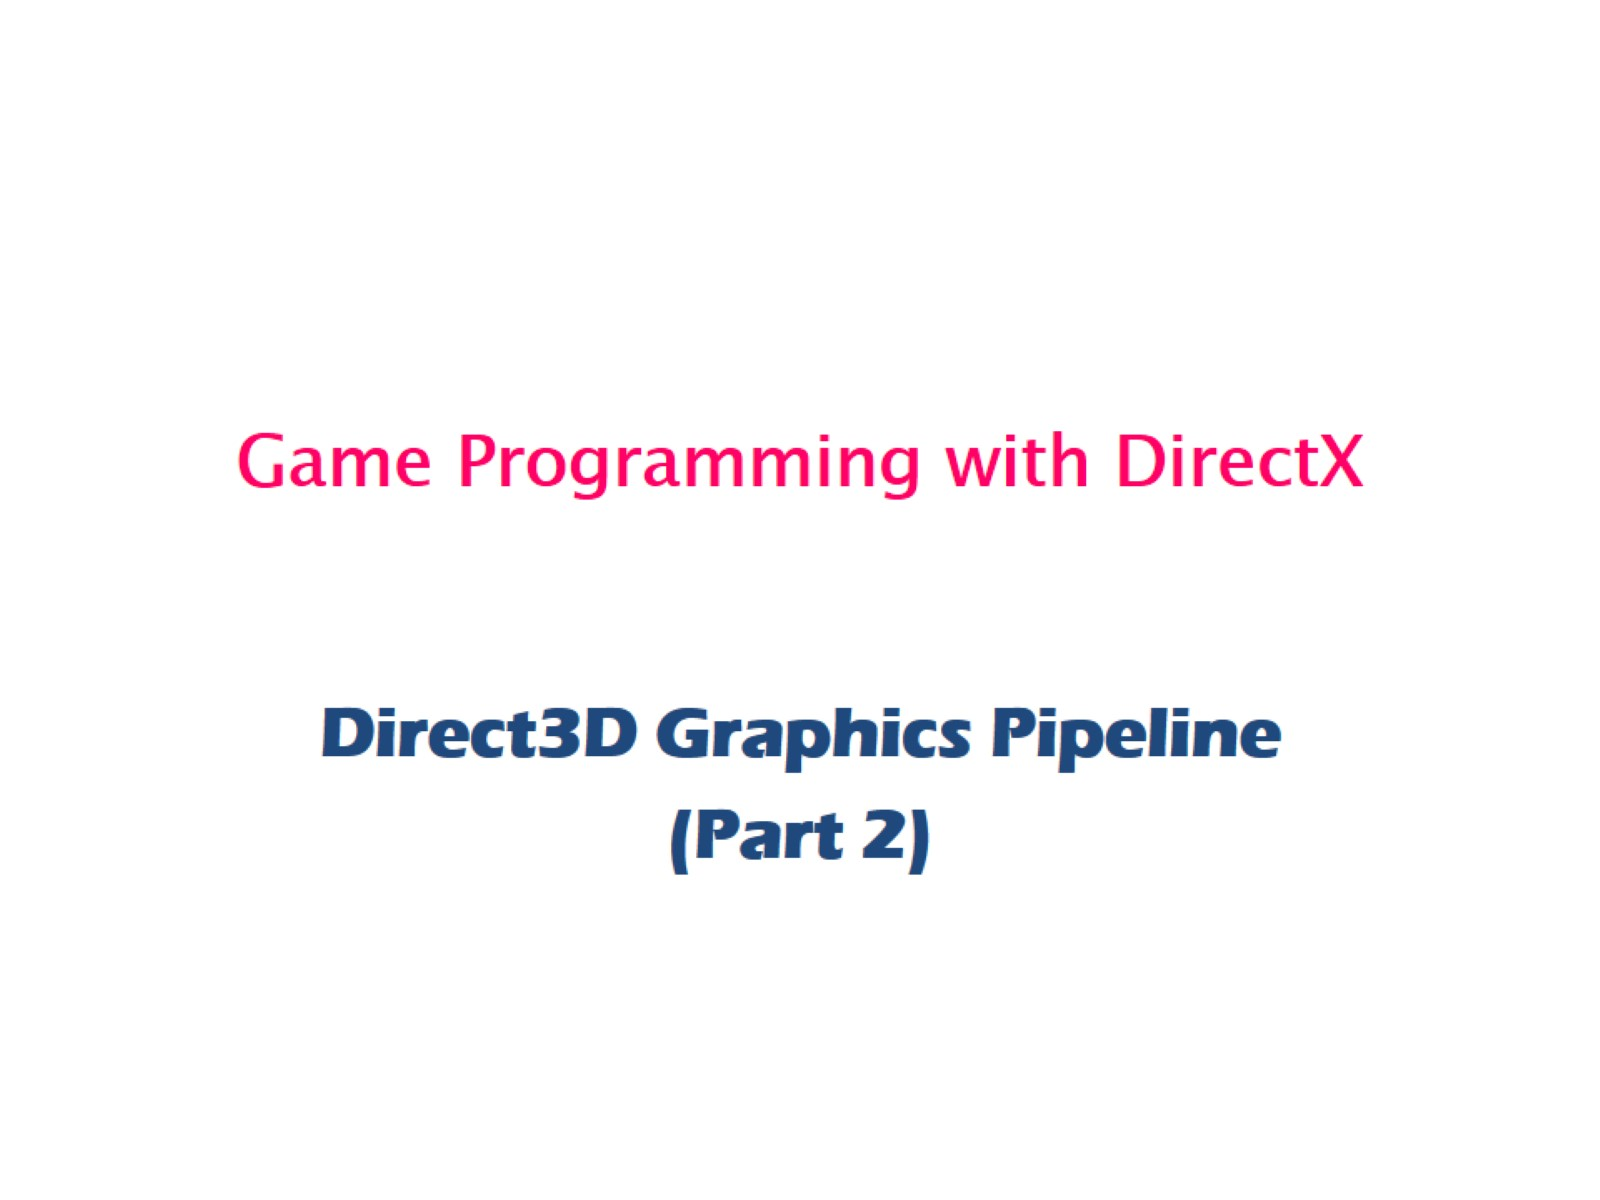 Game Programming with DirectX
Direct3D Graphics Pipeline
(Part 2)